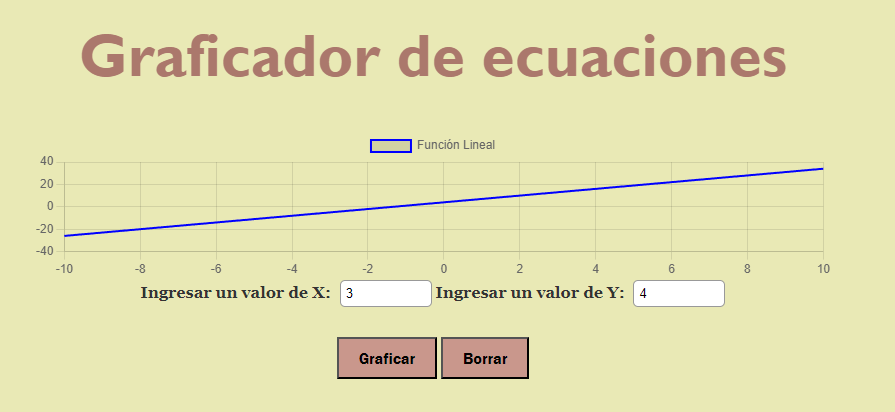 Graficador de ecuaciones
Función Lineal
40
20
0
-20
-40
-10 -8 -6 -4 -2 0 2 4 6 8 10
Ingresar un valor de X: 3 Ingresar un valor de Y: 4
Graficar Borrar